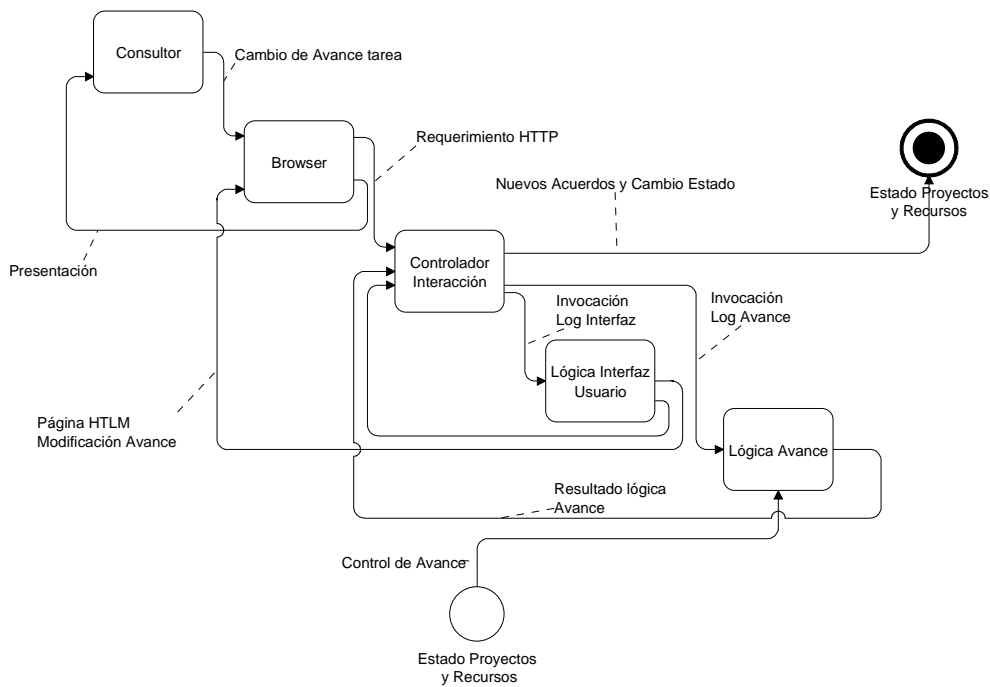 Consultor
Cambio de Avance tarea
Browser
Requerimiento HTTP
Nuevos Acuerdos y Cambio Estado
Estado Proyectos
y Recursos
Presentación
Controlador
Interacción
Invocación
Log Interfaz
Invocación
Log Avance
Lógica Interfaz
Usuario
Página HTLM
Modificación Avance
Lógica Avance
Resultado lógica
Avance
Control de Avance
Estado Proyectos
y Recursos